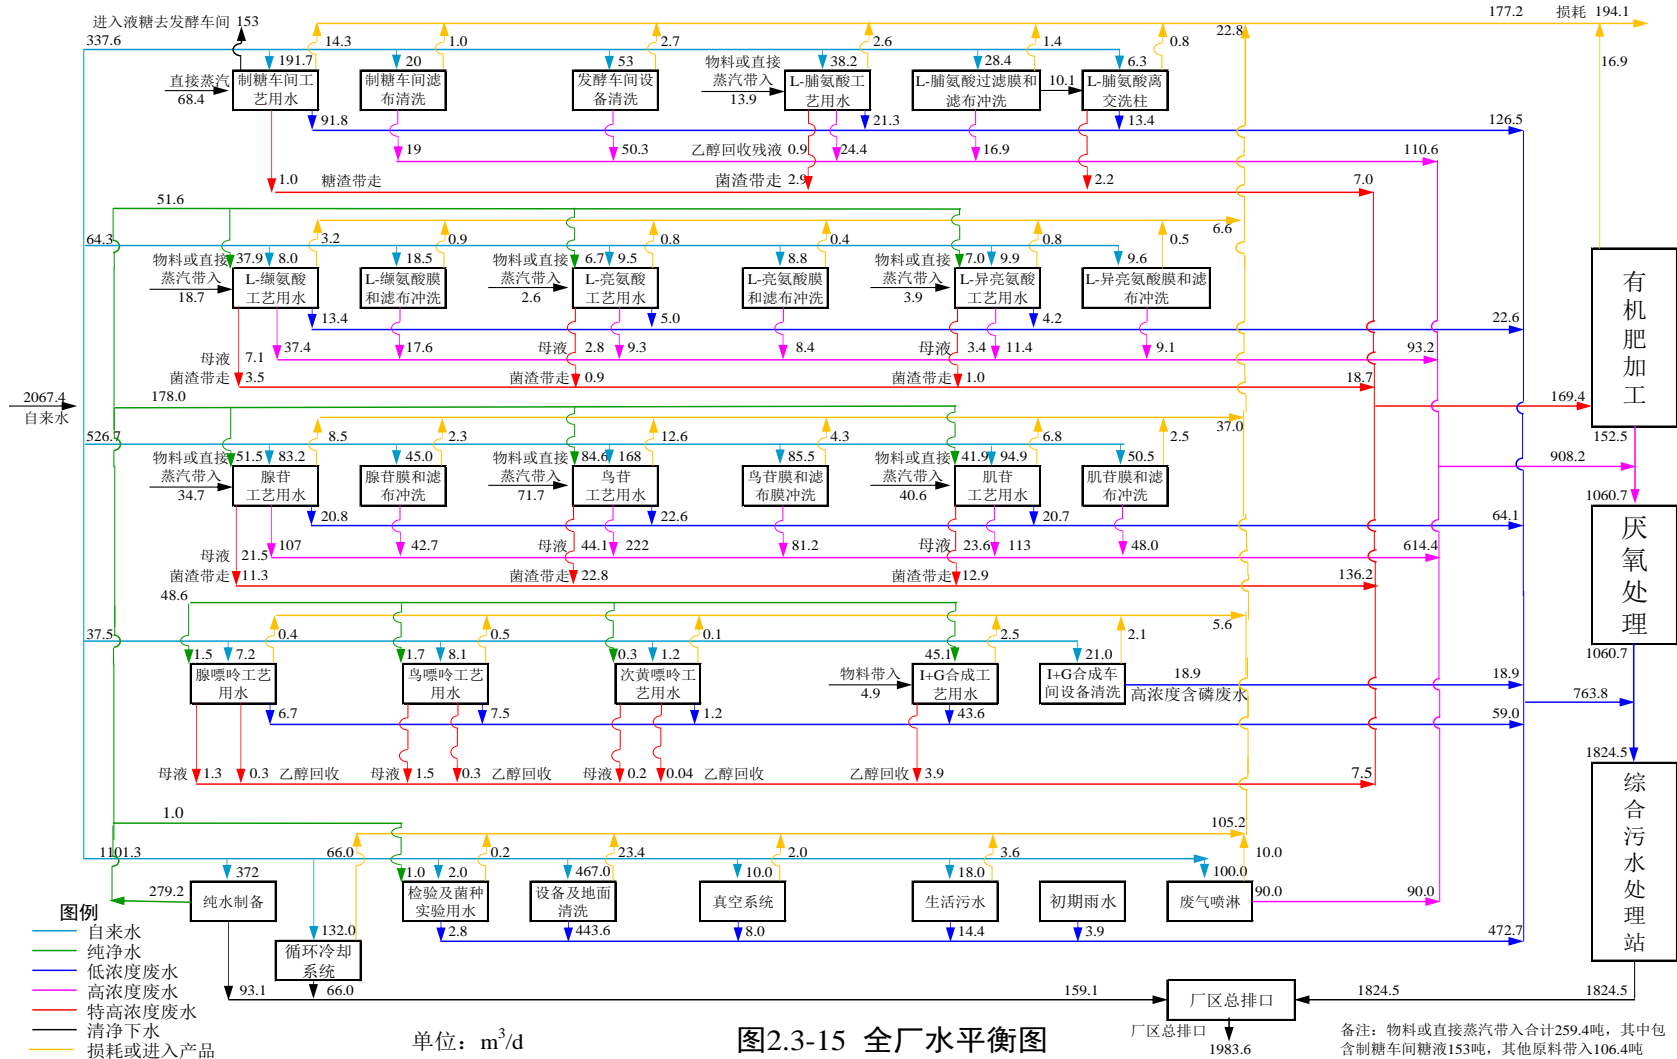 进入液糖去发酵车间 153
177.2 损耗 194.1
337.6 14.3 1.0 2.7 2.6 1.4 0.8 22.8
191.7 20 53 物料或直接 38.2 28.4 6.3
直接蒸汽 制糖车间工 制糖车间滤 发酵车间设 蒸汽带入 L-脯氨酸工 L-脯氨酸过滤膜和 10.1 L-脯氨酸离 16.9
68.4 艺用水 布清洗 备清洗 13.9 艺用水 滤布冲洗 交洗柱
91.8 21.3 13.4 126.5
19 50.3 乙醇回收残液 0.9 24.4 16.9 110.6
1.0 糖渣带走 菌渣带走 2.9 2.2 7.0
51.6
64.3 3.2 0.9 0.8 0.4 0.8 0.5 6.6
物料或直接 37.9 8.0 18.5 物料或直接 6.7 9.5 8.8 物料或直接 7.0 9.9 9.6
蒸汽带入 L-缬氨酸 L-缬氨酸膜 蒸汽带入 L-亮氨酸 L-亮氨酸膜 蒸汽带入 L-异亮氨酸 L-异亮氨酸膜和滤
18.7 工艺用水 和滤布冲洗 2.6 工艺用水 和滤布冲洗 3.9 工艺用水 布冲洗
13.4 5.0 4.2 22.6
母液 7.1 37.4 17.6 母液 2.8 9.3 8.4 母液 3.4 11.4 9.1 93.2
菌渣带走 3.5 菌渣带走 0.9 菌渣带走 1.0 18.7
有机肥加工
2067.4 178.0 169.4
自来水
526.7 8.5 2.3 12.6 4.3 6.8 2.5 37.0 152.5
物料或直接 51.5 83.2 45.0 物料或直接 84.6 168 85.5 物料或直接 41.9 94.9 50.5 908.2
蒸汽带入 腺苷 腺苷膜和滤 蒸汽带入 鸟苷 鸟苷膜和滤 蒸汽带入 肌苷 肌苷膜和滤
34.7 工艺用水 布冲洗 71.7 工艺用水 布膜冲洗 40.6 工艺用水 布冲洗 1060.7
20.8 22.6 20.7 64.1
母液 21.5 107 42.7 母液 44.1 222 81.2 母液 23.6 113 48.0 614.4
菌渣带走 11.3 菌渣带走 22.8 菌渣带走 12.9 136.2
厌氧处理
48.6
37.5 0.4 0.5 0.1 2.5 2.1 5.6
1.5 7.2 1.7 8.1 0.3 1.2 45.1 21.0 1060.7
腺嘌呤工艺 鸟嘌呤工艺 次黄嘌呤工 物料带入 I+G合成工 I+G合成车 18.9 18.9
用水 用水 艺用水 4.9 艺用水 间设备清洗 高浓度含磷废水 763.8
6.7 7.5 1.2 43.6 59.0
1824.5
母液 1.3 0.3 乙醇回收 母液 1.5 0.3 乙醇回收 母液 0.2 0.04 乙醇回收 3.9 7.5
综合污水处理站
1.0 105.2
1101.3 66.0 0.2 23.4 2.0 3.6 10.0
372 1.0 2.0 467.0 10.0 18.0 100.0
279.2 纯水制备 检验及菌种 设备及地面 真空系统 生活污水 初期雨水 废气喷淋 90.0 90.0
实验用水 清洗
132.0 2.8 443.6 8.0 14.4 3.9 472.7
循环冷却
系统
93.1 66.0 159.1 厂区总排口 1824.5 1824.5
厂区总排口
1983.6
图例
自来水
纯净水
低浓度废水
高浓度废水
特高浓度废水
清净下水
损耗或进入产品
单位：m³/d
图2.3-15 全厂水平衡图
备注：物料或直接蒸汽带入合计259.4吨，其中包
含制糖车间糖液153吨，其他原料带入106.4吨